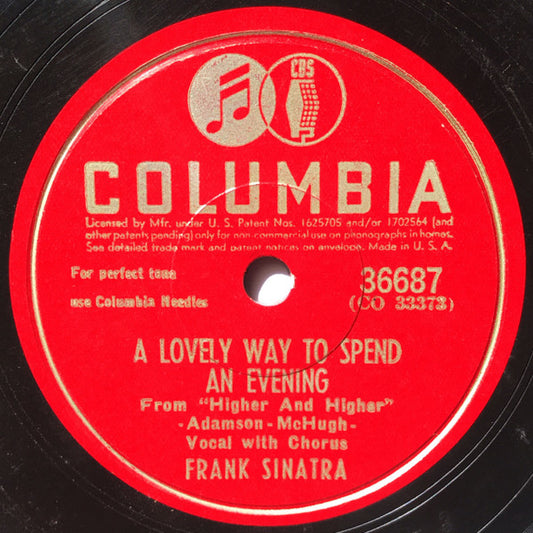 CBS
COLUMBIA
Licensed by Mfr. under U. S. Patent Nos. 1625705 and/or 1702564 (and
other patents pending) only for non commercial use on phonographs in homes.
See detailed trade mark and patent notices on envelope. Made in U. S. A.
For perfect tone
use Columbia Needles
36687
(CO 33373)
A LOVELY WAY TO SPEND
AN EVENING
From "Higher And Higher"
-Adamson-McHugh-
Vocal with Chorus
FRANK SINATRA